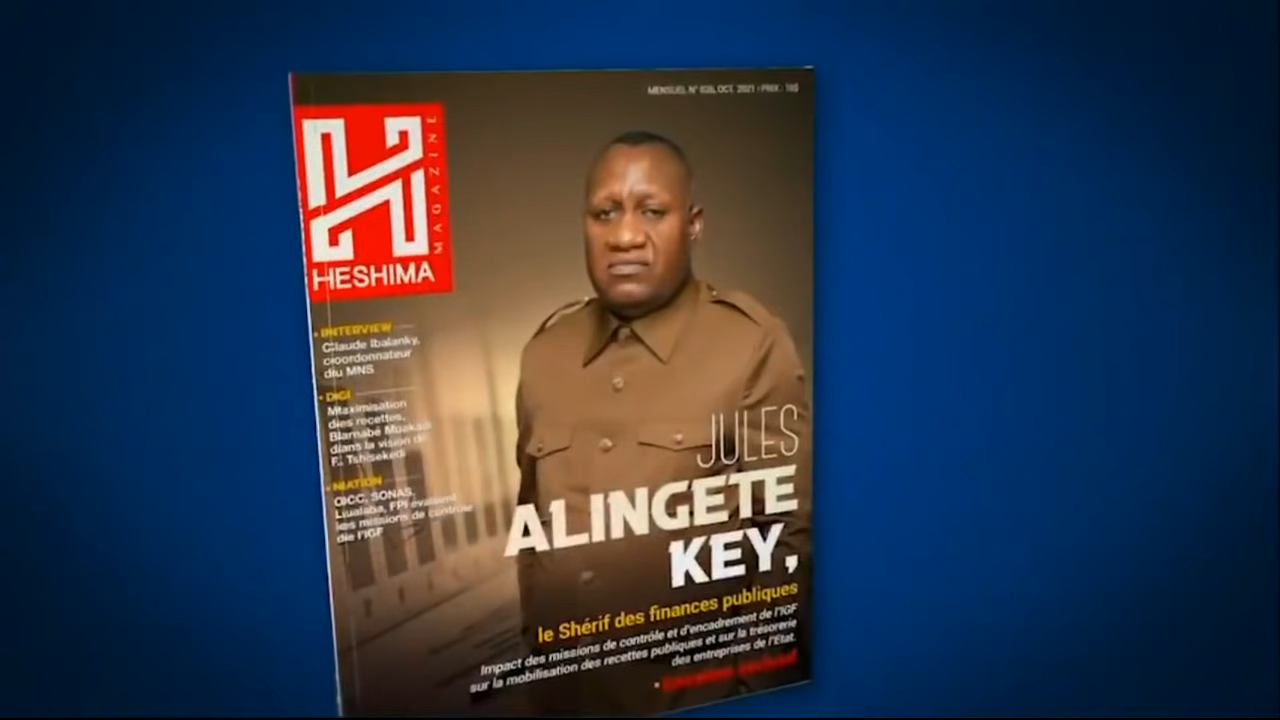 MENSUEL N° 026, OCT. 2021 • PRIX : 10$
H
MAGAZINE
HESHIMA
• INTERVIEW
Claude Ibalanky,
coordonnateur
du MNS
• DIGI
Maximisation
des recettes,
Barnabé Muakadi
dans la vision de
F. Tshisekedi
• NATION
OCC, SONAS,
Lualaba, FPI évaluent
les missions de contrôle
de l'IGF
JULES
ALINGETE
KEY,
le Shérif des finances publiques
Impact des missions de contrôle et d'encadrement de l'IGF
sur la mobilisation des recettes publiques et sur la trésorerie
des entreprises de l'Etat.